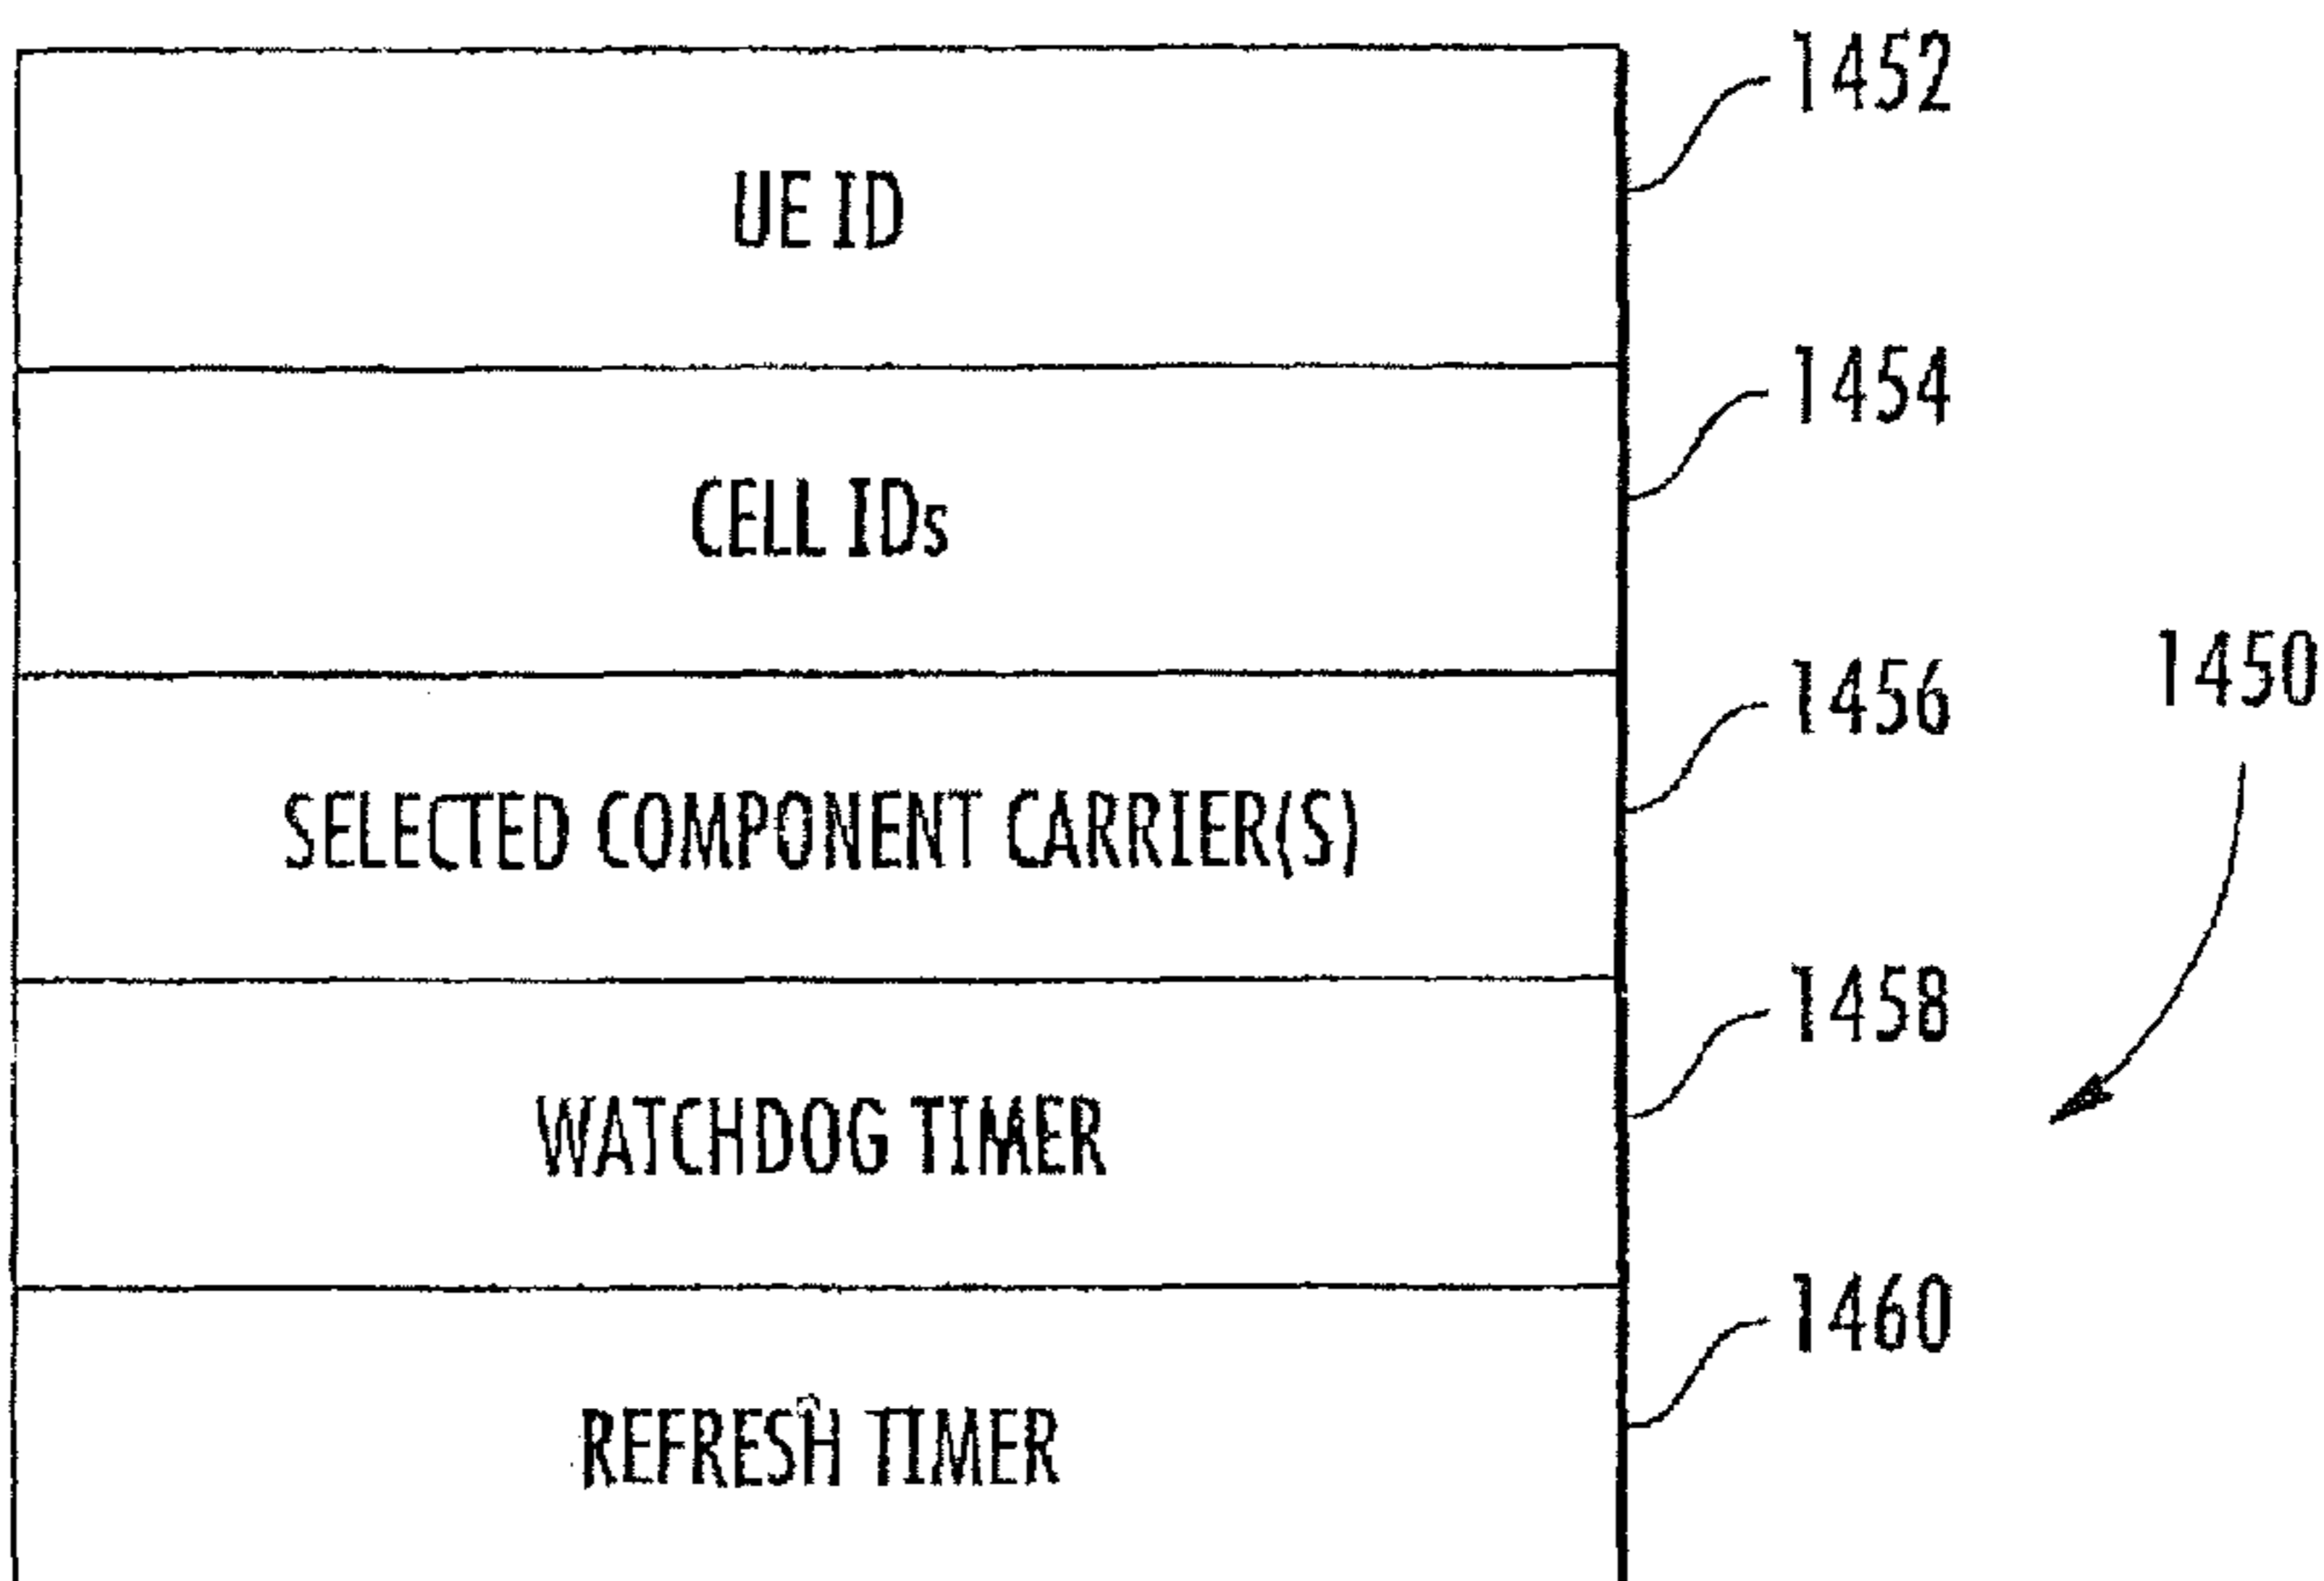 1452
UE ID
1454
CELL IDs
1456
1450
SELECTED COMPONENT CARRIER(S)
1458
WATCHDOG TIMER
1460
REFRESH TIMER